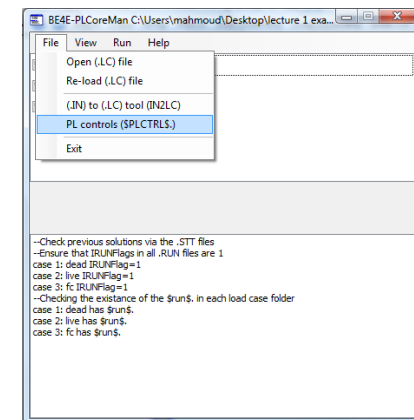 BE4E-PLCoreMan C:\Users\mahmoud\Desktop\lecture 1 exa...
File View Run Help
Open (.LC) file
Re-load (.LC) file
(.IN) to (.LC) tool (IN2LC)
PL controls ($PLCTRL$.)
Exit
--Check previous solutions via the .STT files
--Ensure that IRUNFlags in all .RUN files are 1
case 1: dead IRUNFlag=1
case 2: live IRUNFlag=1
case 3: fc IRUNFlag=1
--Checking the existance of the $run$. in each load case folder
case 1: dead has $run$.
case 2: live has $run$.
case 3: fc has $run$.